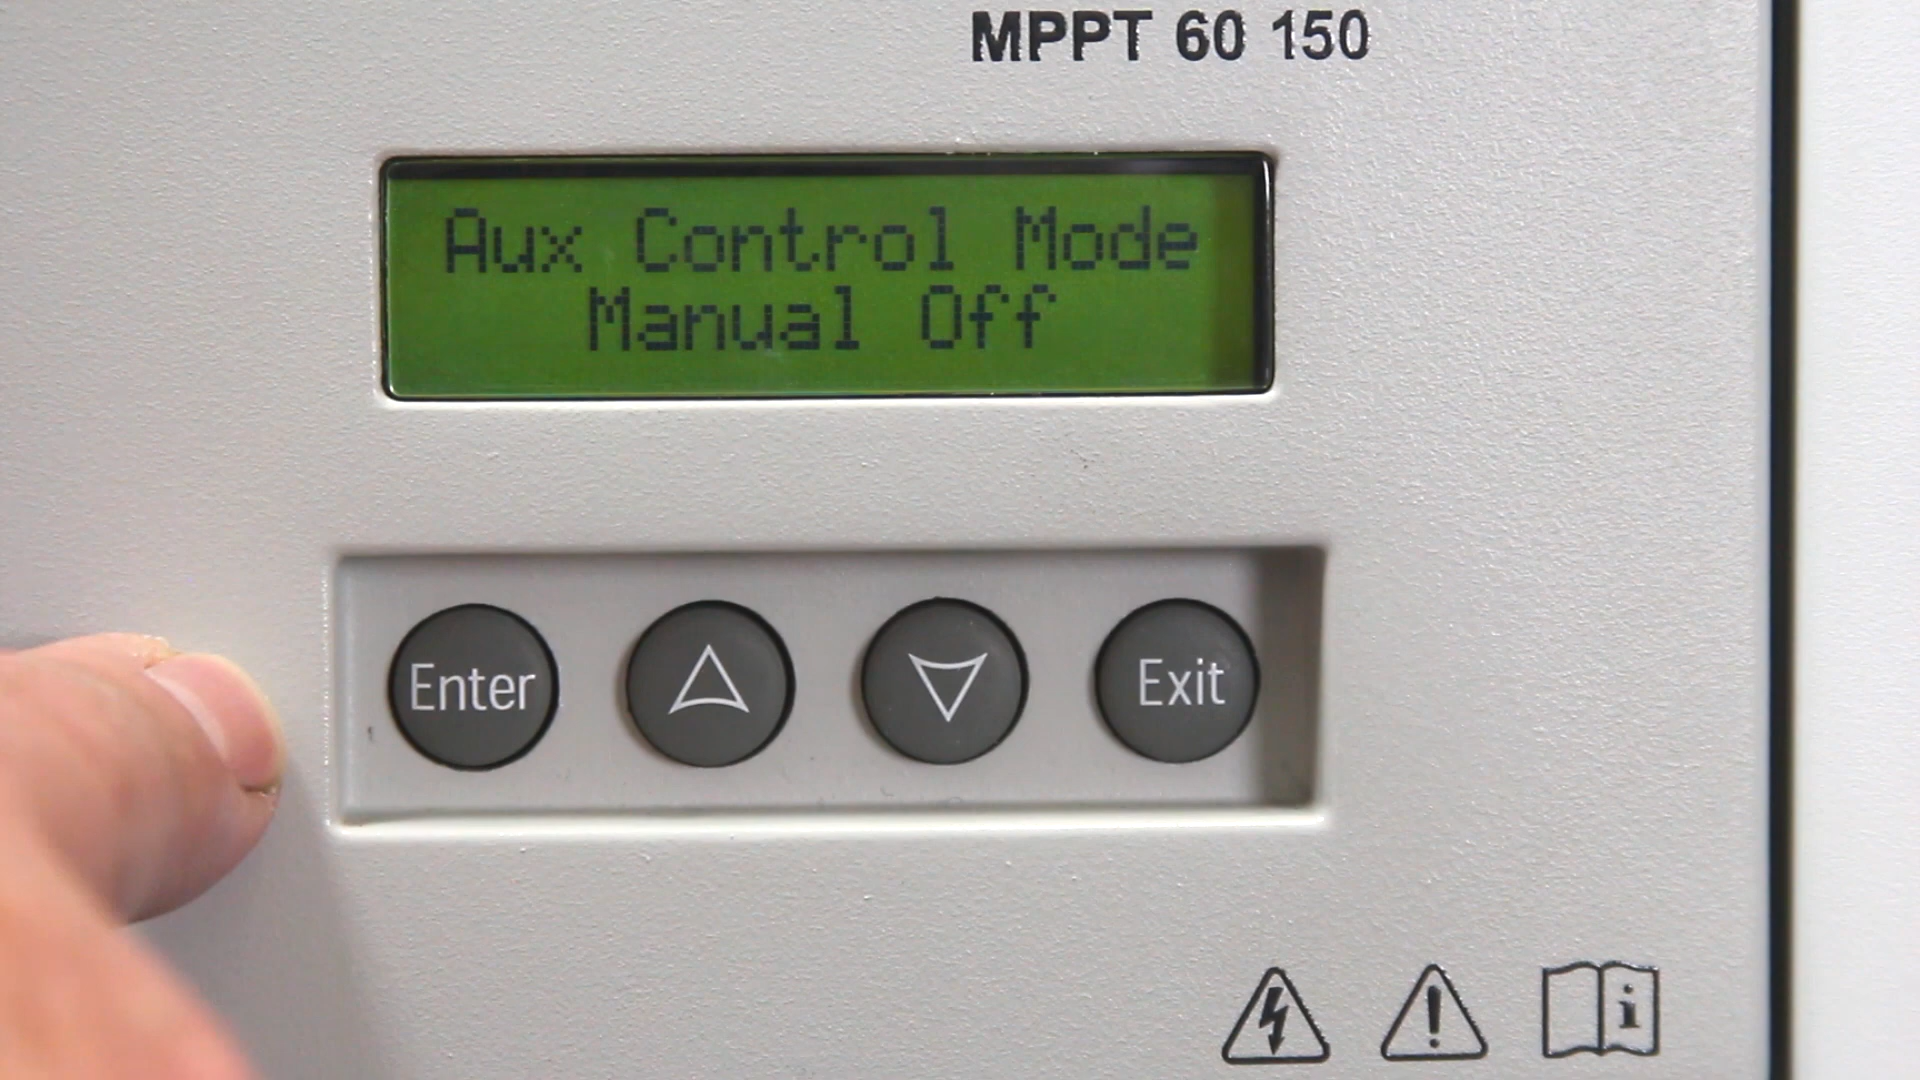 MPPT 60 150
Aux Control Mode
Manual Off
Enter
Exit
i